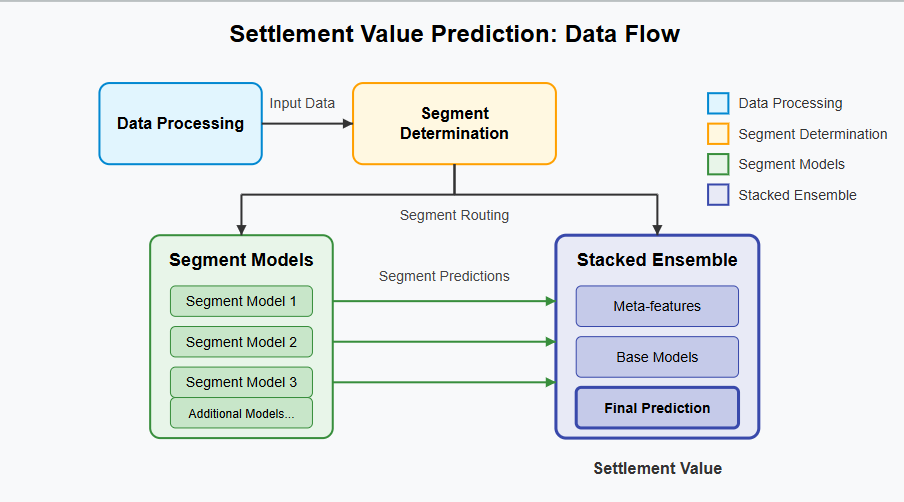 Settlement Value Prediction: Data Flow
Data Processing
Input Data
Segment
Determination
Data Processing
Segment Determination
Segment Models
Stacked Ensemble
Segment Routing
Segment Models
Segment Model 1
Segment Model 2
Segment Model 3
Additional Models...
Segment Predictions
Stacked Ensemble
Meta-features
Base Models
Final Prediction
Settlement Value